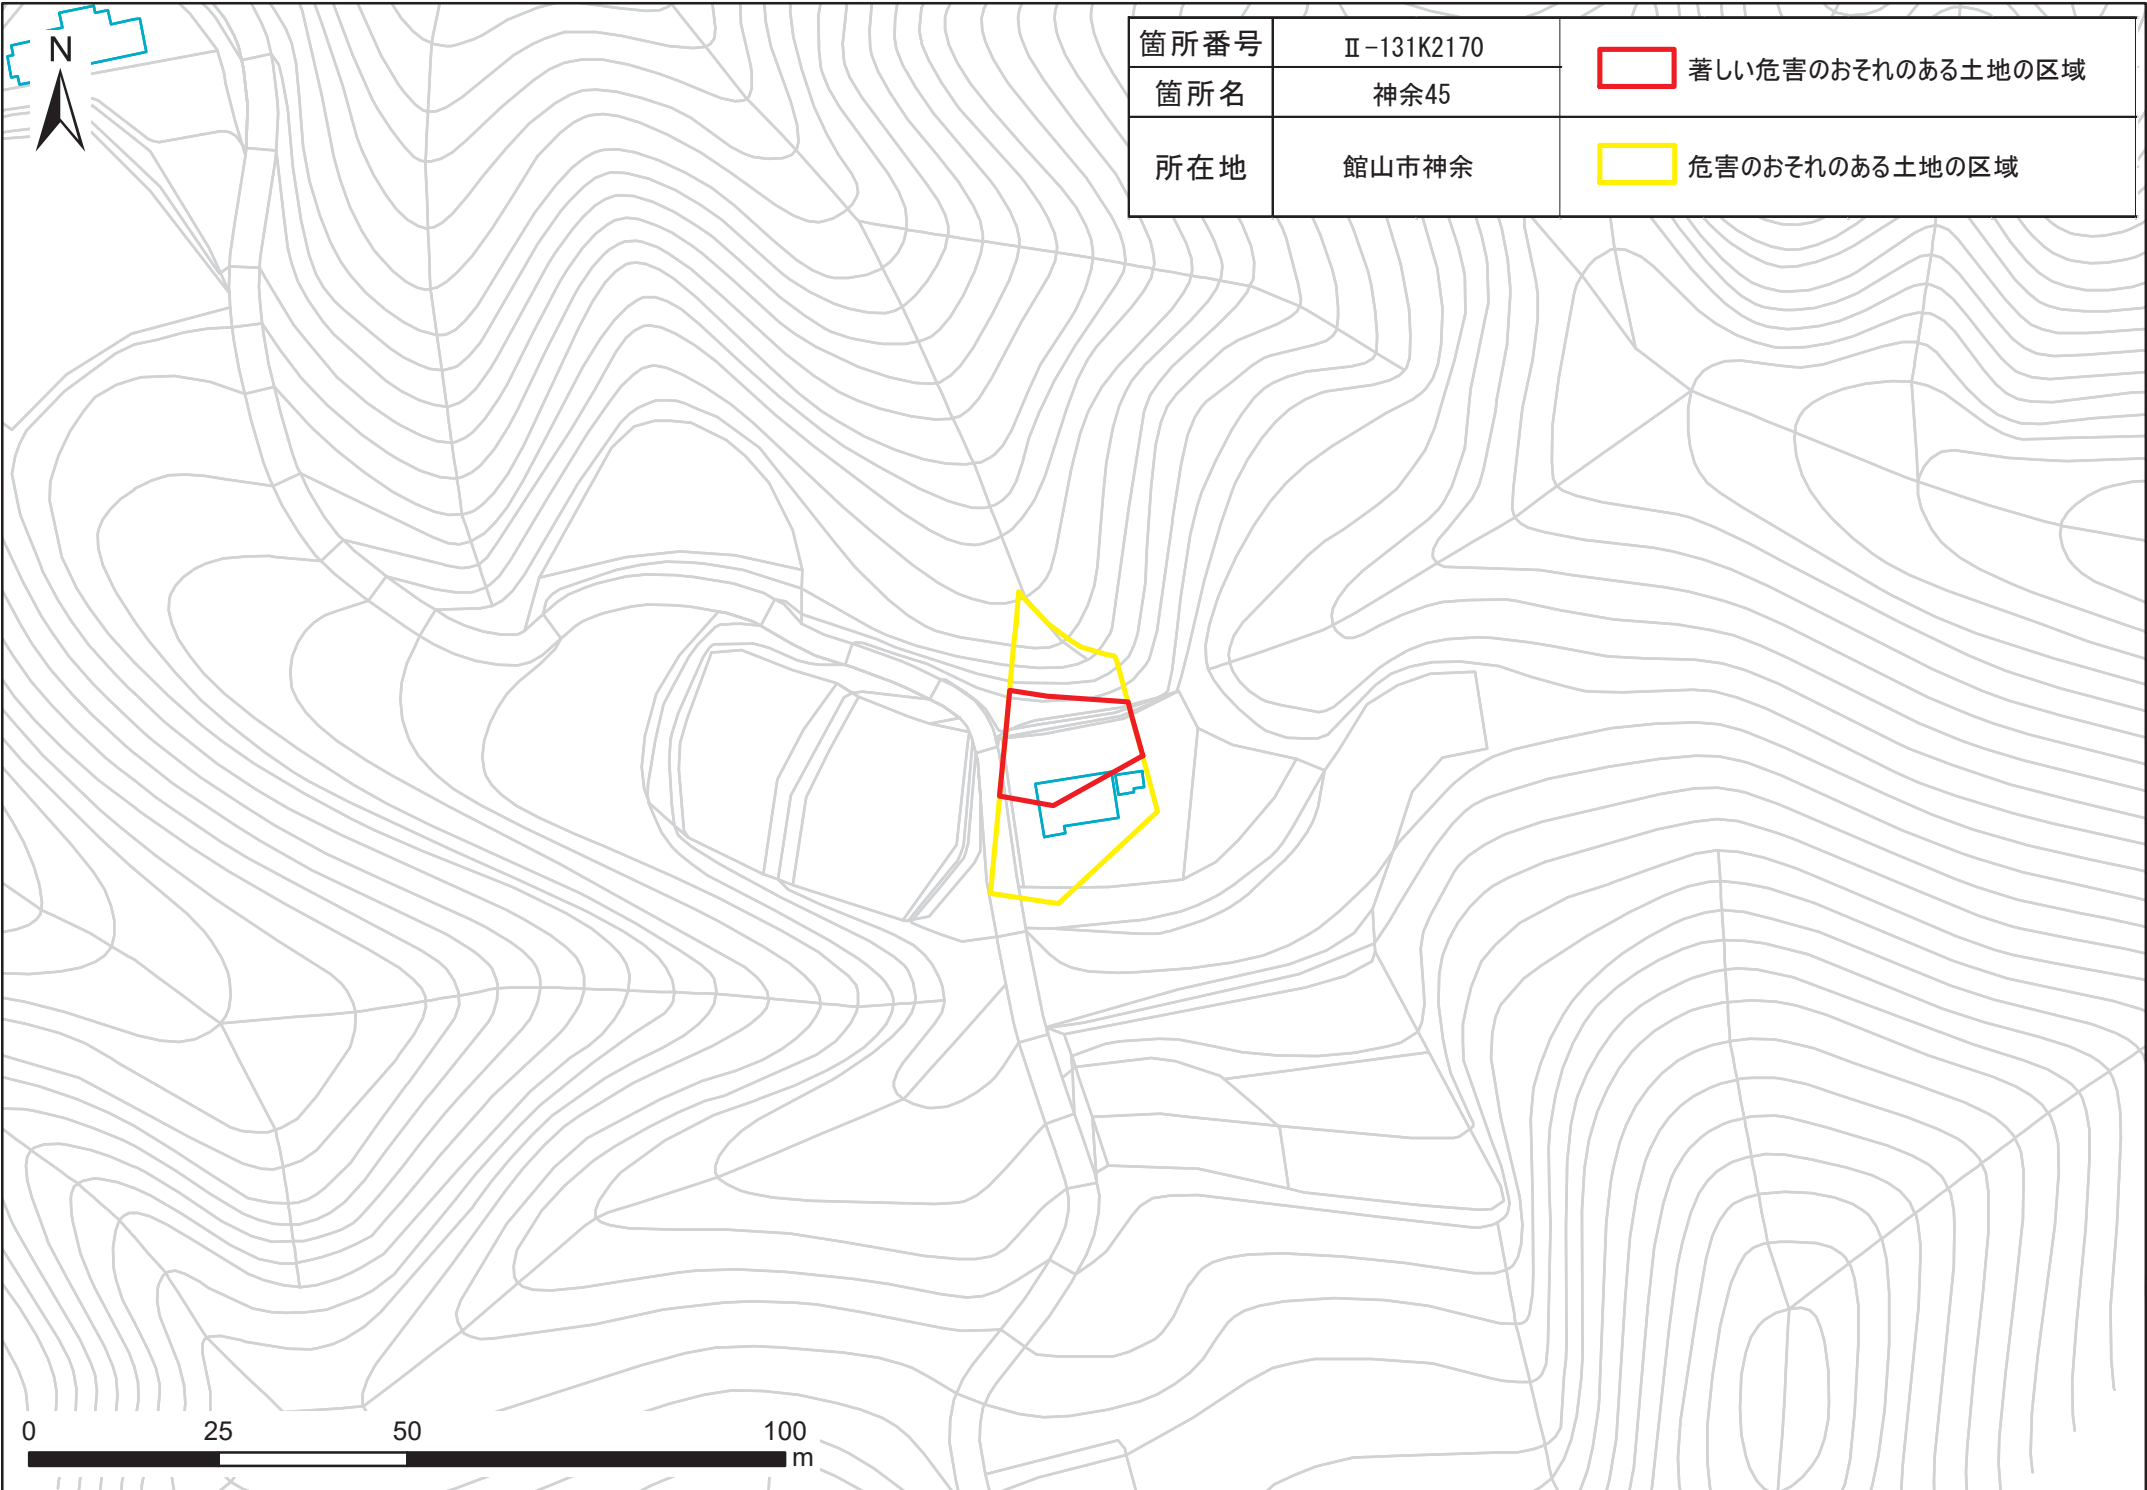 N
箇所番号
Ⅱ-131K2170
著しい危害のおそれのある土地の区域
箇所名
神余45
所在地
館山市神余
危害のおそれのある土地の区域
0 25 50 100
m